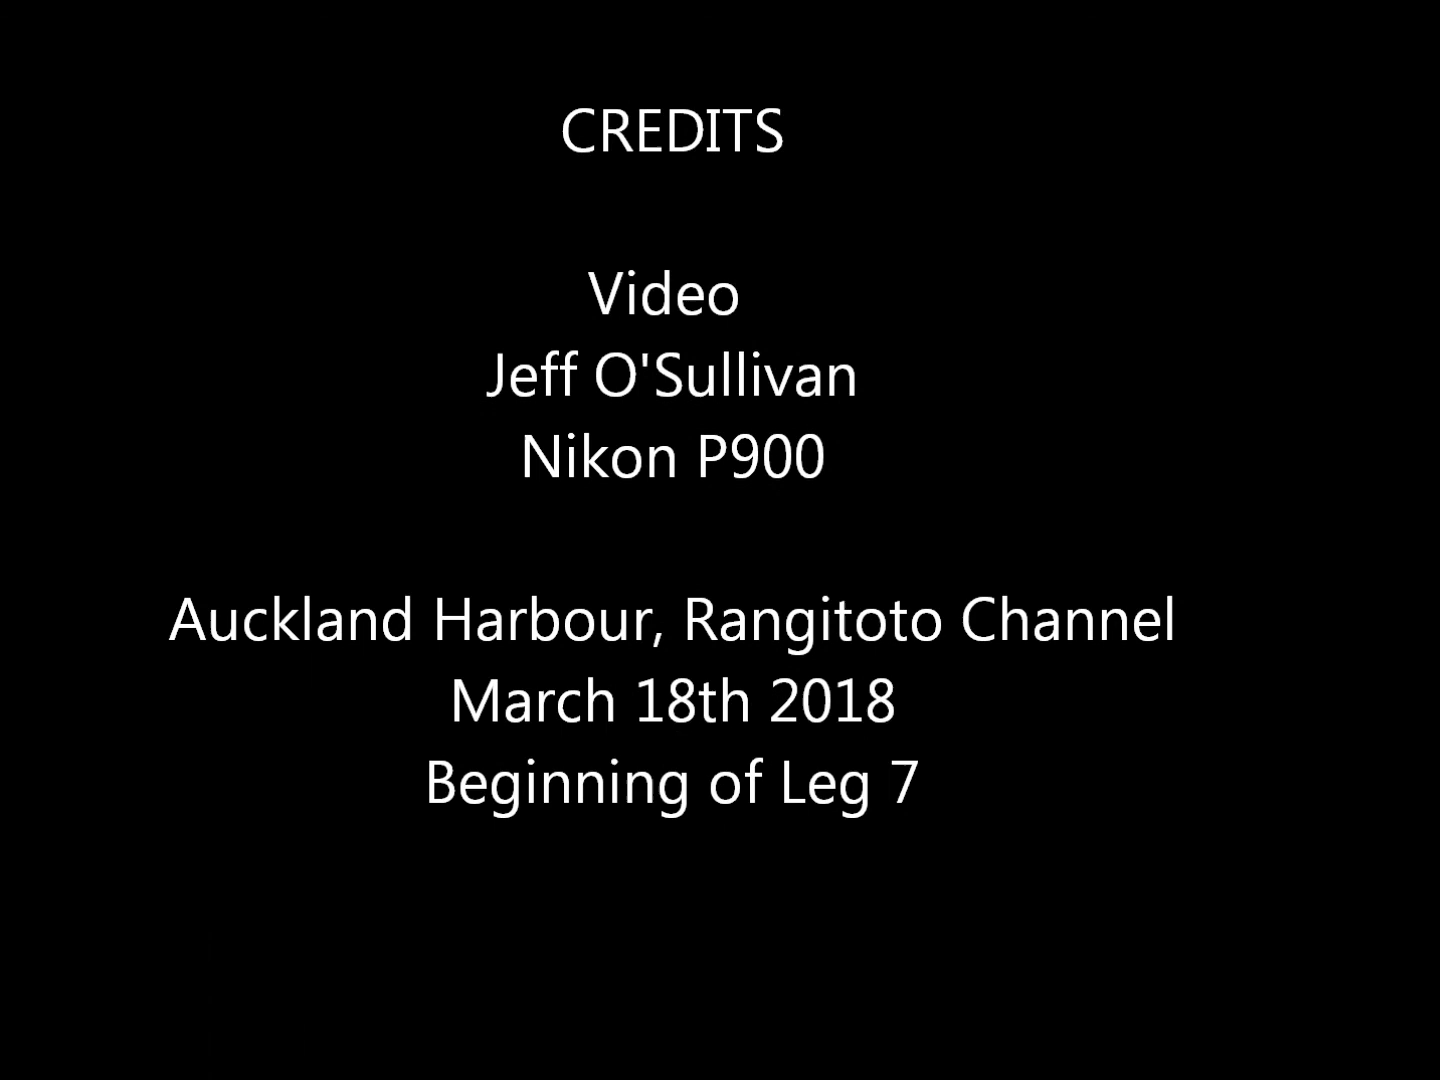 CREDITS
Video
Jeff O'Sullivan
Nikon P900
Auckland Harbour, Rangitoto Channel
March 18th 2018
Beginning of Leg 7